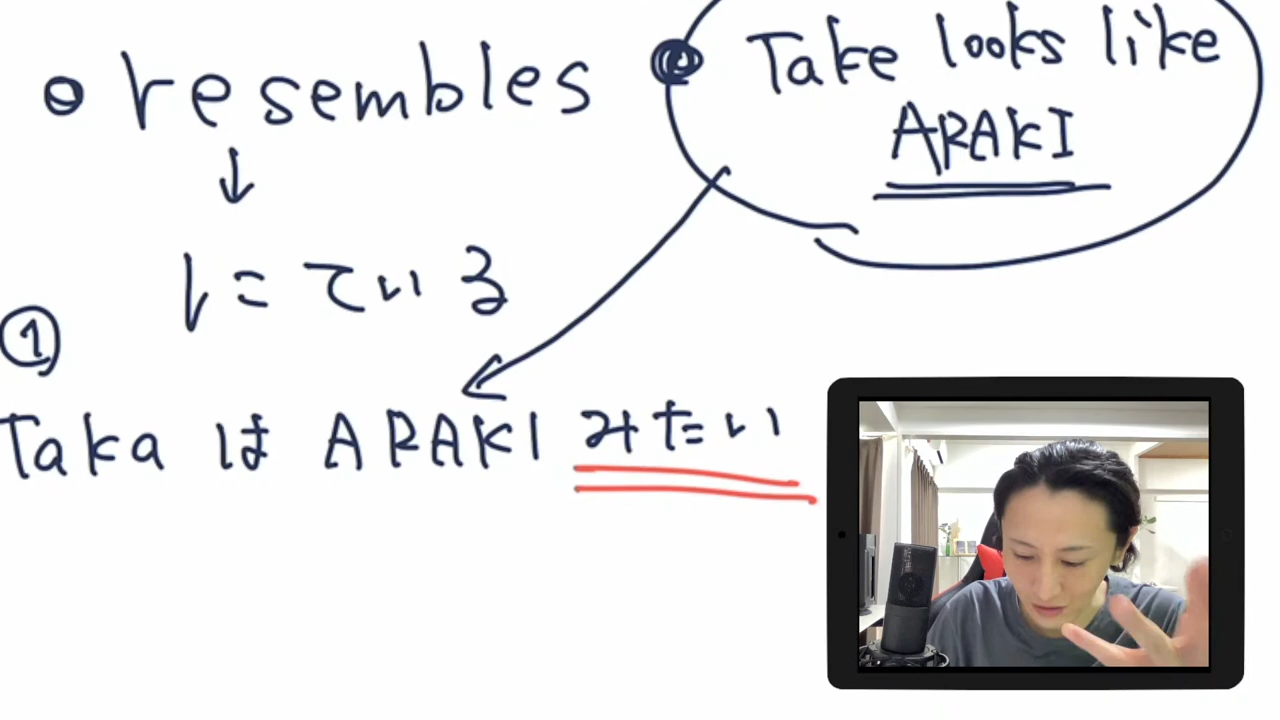 resembles
Take looks like
ARAKI
↓
にている
①
Taka は ARAKI みたい